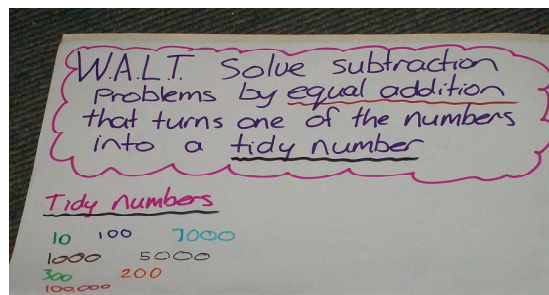 W.A.L.T. Solve subtraction
problems by equal addition
that turns one of the numbers
into a tidy number
Tidy numbers
10 100 7000
1000 5000
300 200
100,000